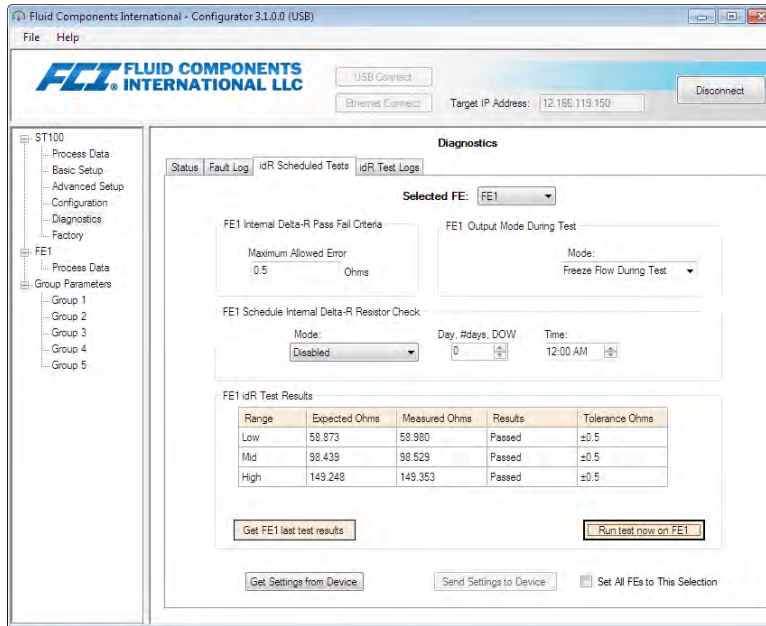 Fluid Components International - Configurator 3.1.0.0 (USB)
File Help
FCI. FLUID COMPONENTS
INTERNATIONAL LLC
USB Connect
Ethernet Connect
Target IP Address: 12.166.119.150
Disconnect
ST100
Process Data
Basic Setup
Advanced Setup
Configuration
Diagnostics
Factory
FE1
Process Data
Group Parameters
Group 1
Group 2
Group 3
Group 4
Group 5
Diagnostics
Status Fault Log idR Scheduled Tests idR Test Logs
Selected FE: FE1
FE1 Internal Delta-R Pass Fail Criteria
Maximum Allowed Error
0.5 Ohms
FE1 Output Mode During Test
Mode:
Freeze Flow During Test
FE1 Schedule Internal Delta-R Resistor Check
Mode: Day, #days, DOW Time:
Disabled 0 12:00 AM
FE1 idR Test Results
Range Expected Ohms Measured Ohms Results Tolerance Ohms
Low 58.873 58.980 Passed ±0.5
Mid 98.439 98.529 Passed ±0.5
High 149.248 149.353 Passed ±0.5
Get FE1 last test results Run test now on FE1
Get Settings from Device Send Settings to Device Set All FEs to This Selection